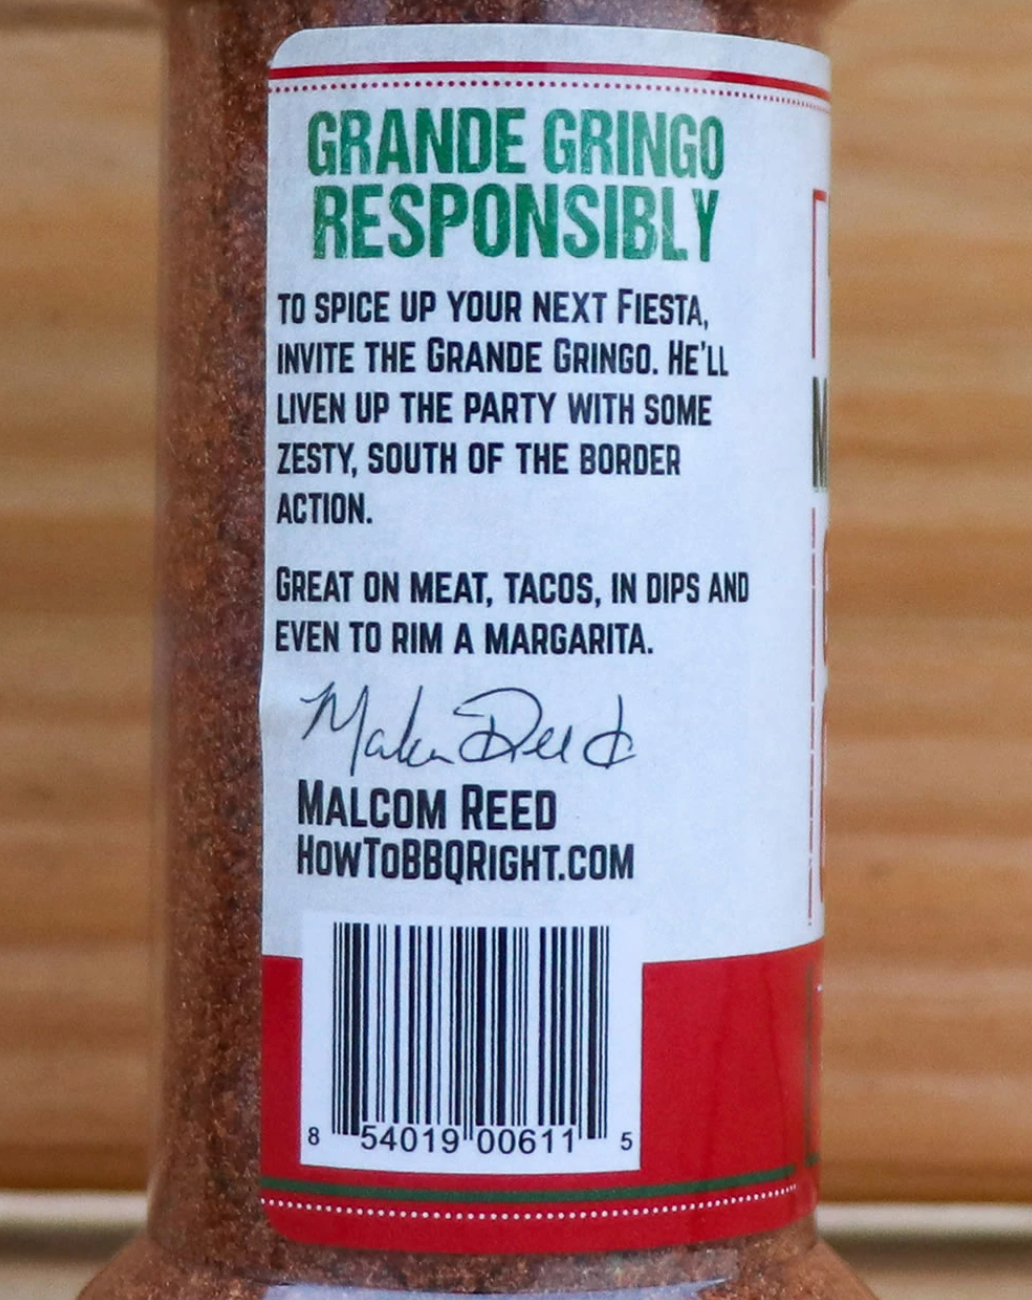 GRANDE GRINGO
RESPONSIBLY
TO SPICE UP YOUR NEXT FIESTA,
INVITE THE GRANDE GRINGO. HE'LL
LIVEN UP THE PARTY WITH SOME
ZESTY, SOUTH OF THE BORDER
ACTION.
GREAT ON MEAT, TACOS, IN DIPS AND
EVEN TO RIM A MARGARITA.
Malcom Reed
MALCOM REED
HOWTOBBQRIGHT.COM
8 54019 00611 5